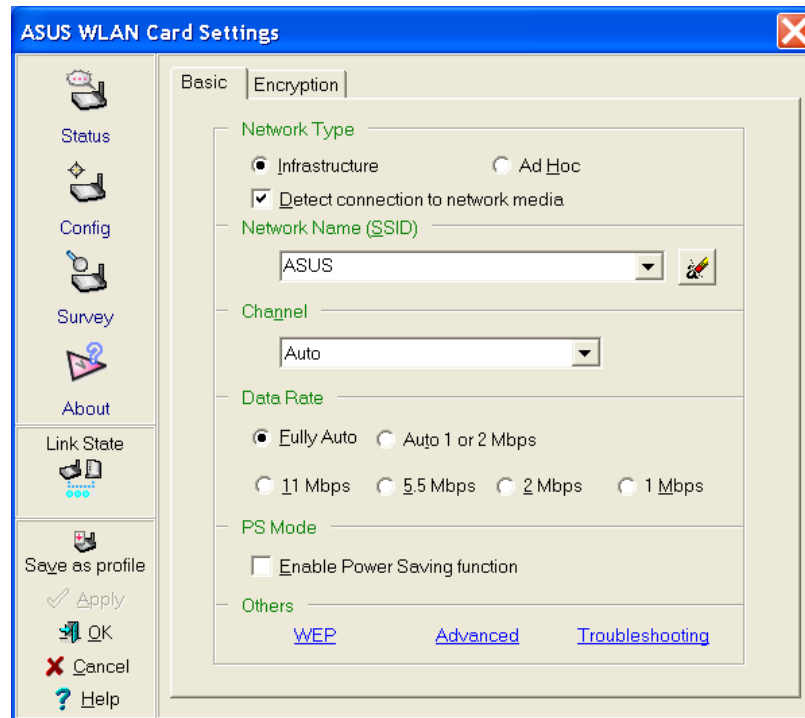 ASUS WLAN Card Settings
Status
Config
Survey
About
Link State
Save as profile
Apply
OK
Cancel
Help
Basic
Encryption
Network Type
Infrastructure
Ad Hoc
Detect connection to network media
Network Name (SSID)
ASUS
Channel
Auto
Data Rate
Fully Auto
Auto 1 or 2 Mbps
11 Mbps
5.5 Mbps
2 Mbps
1 Mbps
PS Mode
Enable Power Saving function
Others
WEP
Advanced
Troubleshooting